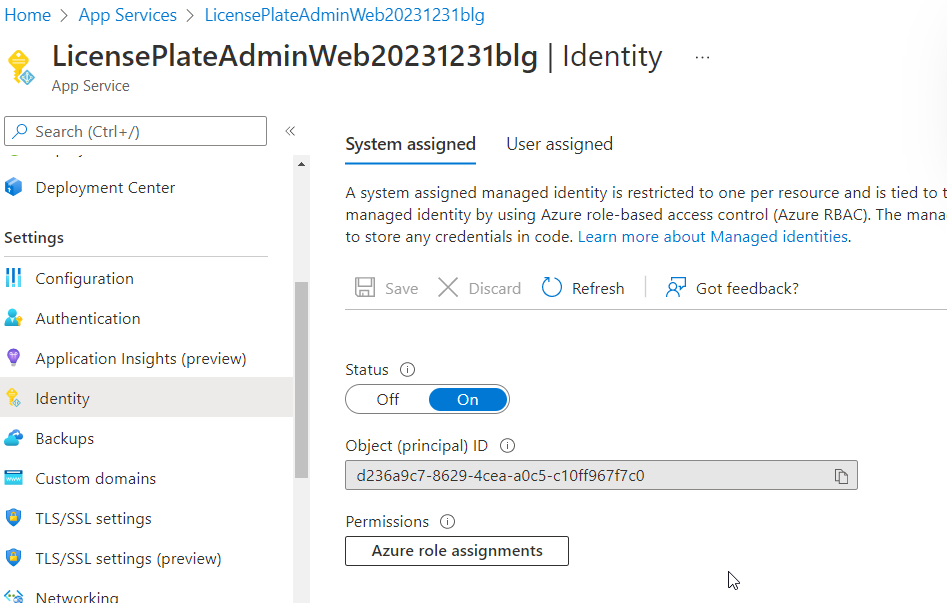 Home > App Services > LicensePlateAdminWeb20231231blg
LicensePlateAdminWeb20231231blg | Identity ...
App Service
Search (Ctrl+/) «
Deployment Center
Settings
Configuration
Authentication
Application Insights (preview)
Identity
Backups
Custom domains
TLS/SSL settings
TLS/SSL settings (preview)
Networking
System assigned User assigned
A system assigned managed identity is restricted to one per resource and is tied to
managed identity by using Azure role-based access control (Azure RBAC). The
to store any credentials in code. Learn more about Managed identities.
Save Discard Refresh Got feedback?
Status
Off On
Object (principal) ID
d236a9c7-8629-4cea-a0c5-c10ff967f7c0
Permissions
Azure role assignments